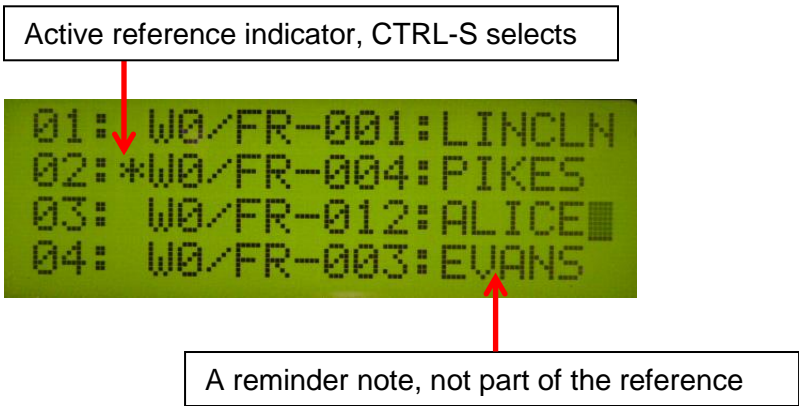 Active reference indicator, CTRL-S selects
01: W0/FR-001:LINCLN
02:*W0/FR-004:PIKES
03: W0/FR-012:ALICE
04: W0/FR-003:EVANS
A reminder note, not part of the reference